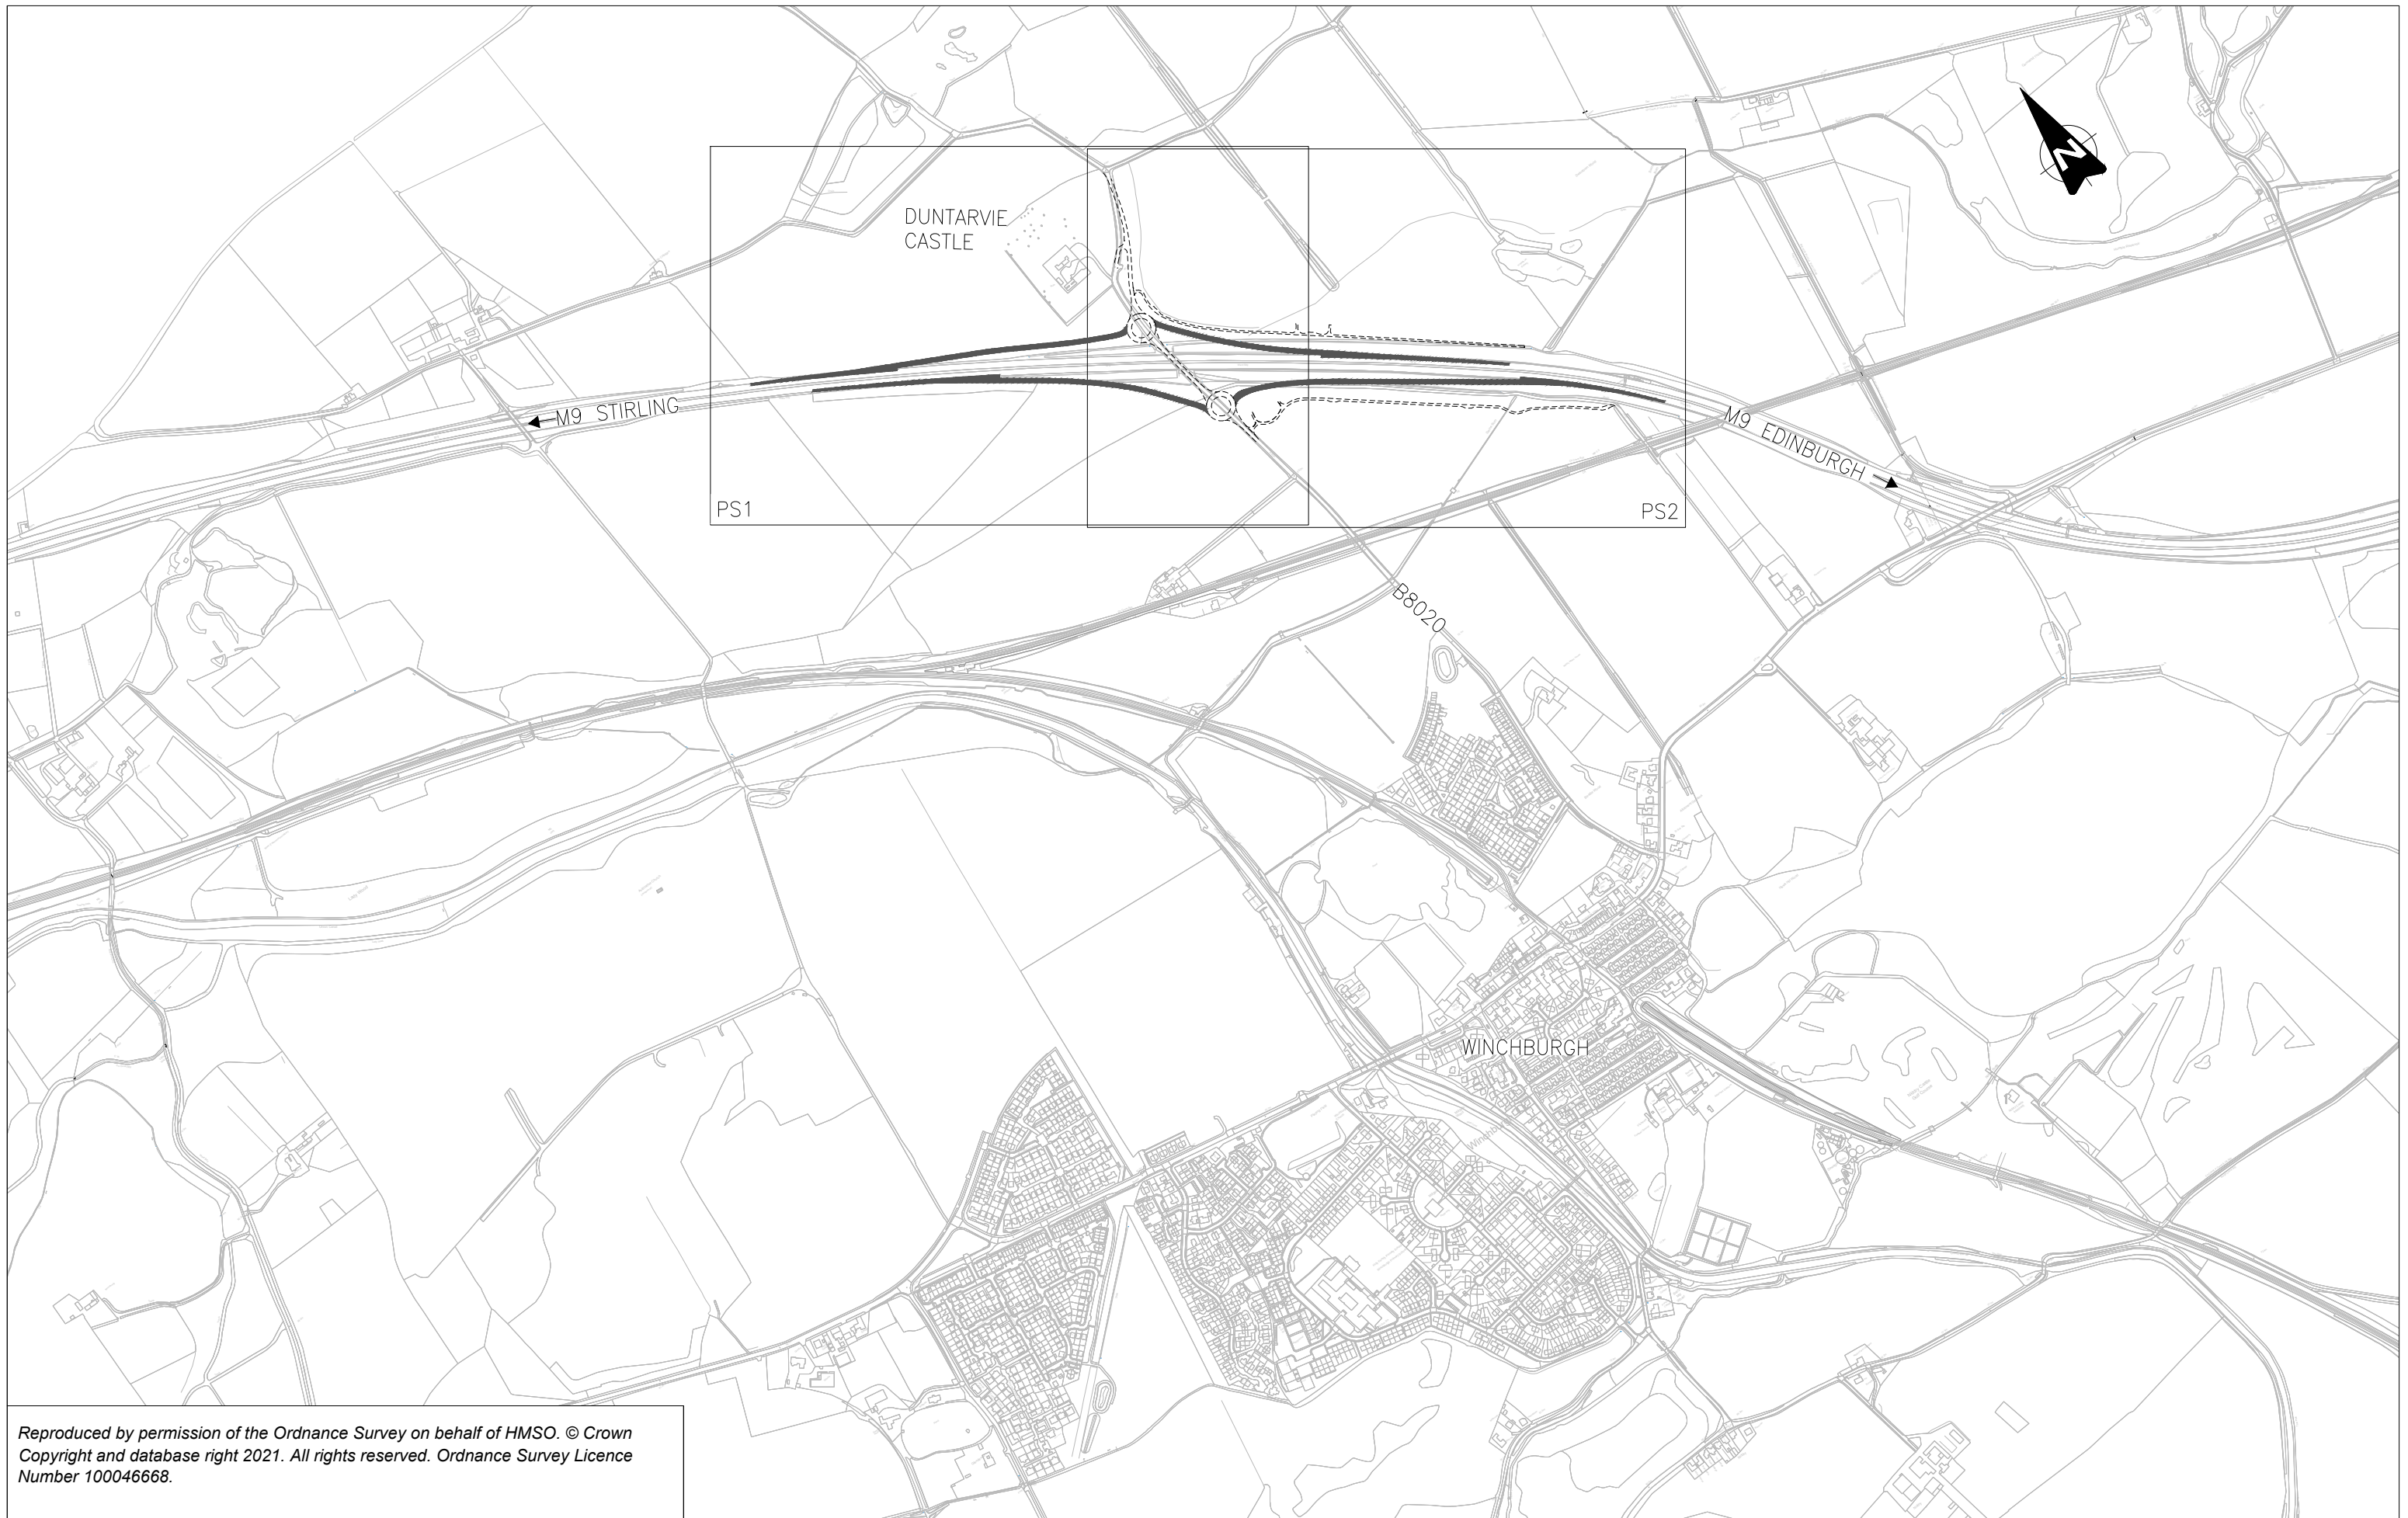 N
DUNTARVIE
CASTLE
M9 STIRLING
M9 EDINBURGH
PS1
PS2
B8020
WINCHBURGH
Reproduced by permission of the Ordnance Survey on behalf of HMSO. © Crown
Copyright and database right 2021. All rights reserved. Ordnance Survey Licence
Number 100046668.